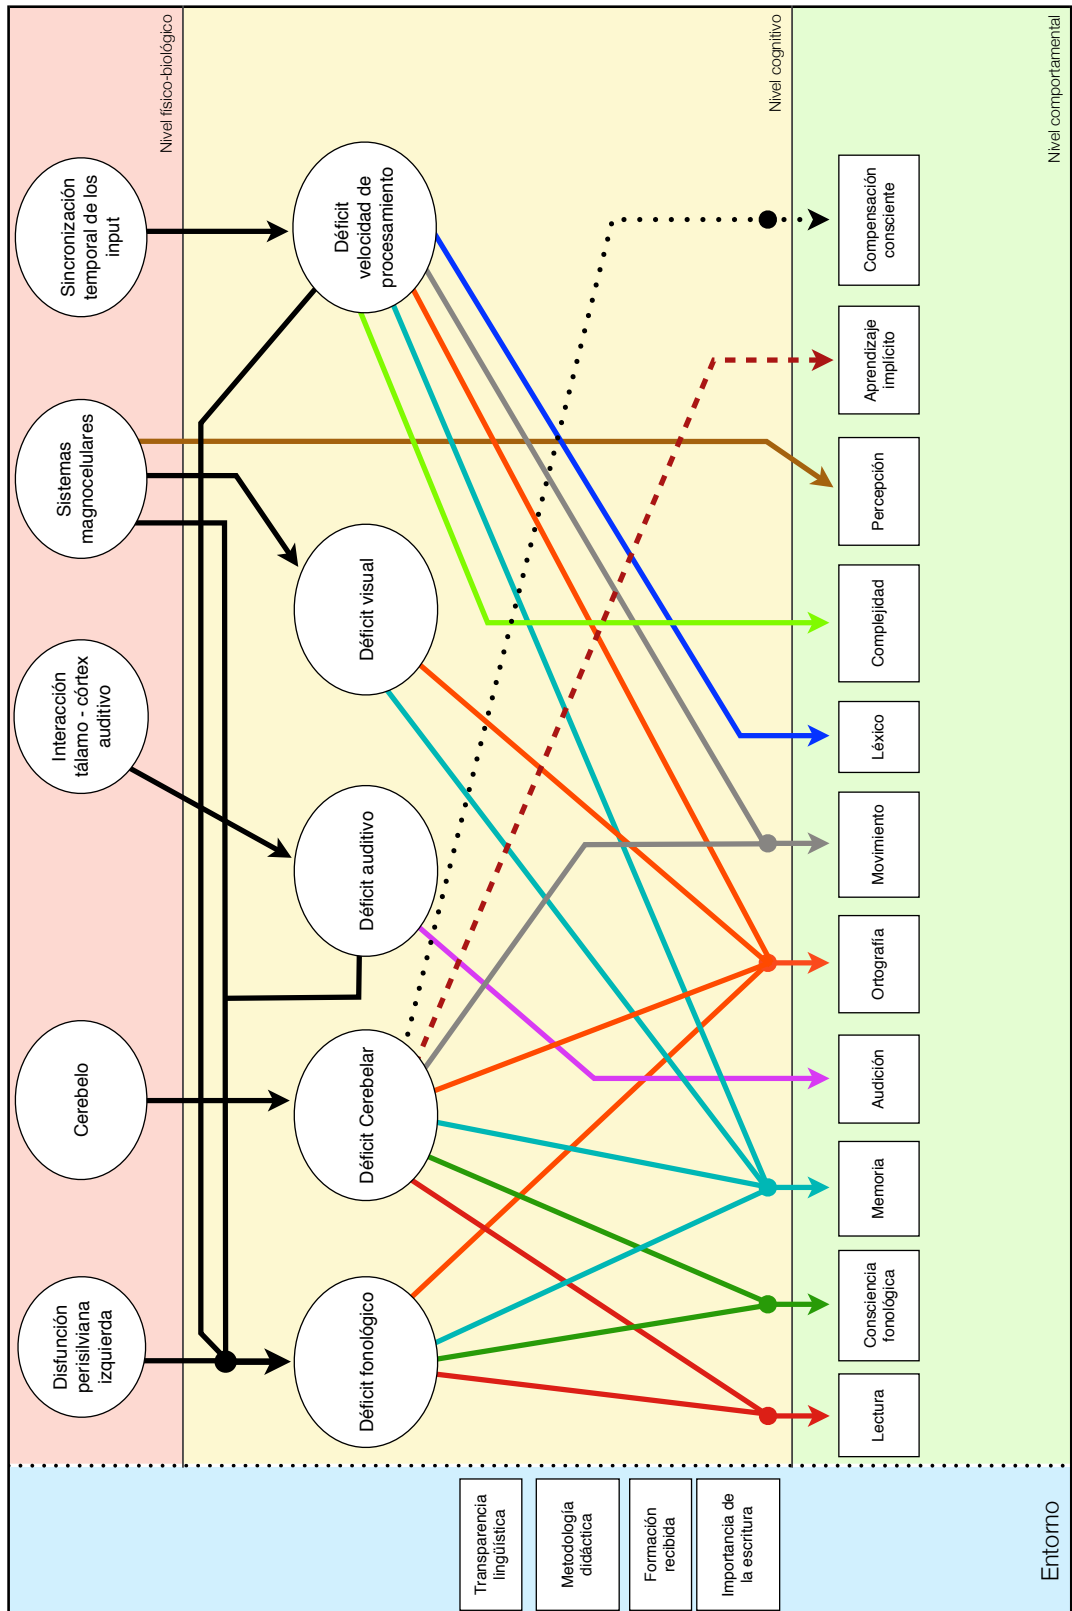 Entorno
Transparencia
lingüística
Metodología
didáctica
Formación
recibida
Importancia de
la escritura
Nivel físico-biológico
Disfunción
perisilviana
izquierda
Cerebelo
Interacción
tálamo - córtex
auditivo
Sistemas
magnocelulares
Sincronización
temporal de los
input
Nivel cognitivo
Déficit fonológico
Déficit Cerebelar
Déficit auditivo
Déficit visual
Déficit
velocidad de
procesamiento
Nivel comportamental
Lectura
Consciencia
fonológica
Memoria
Audición
Ortografía
Movimiento
Léxico
Complejidad
Percepción
Aprendizaje
implícito
Compensación
consciente